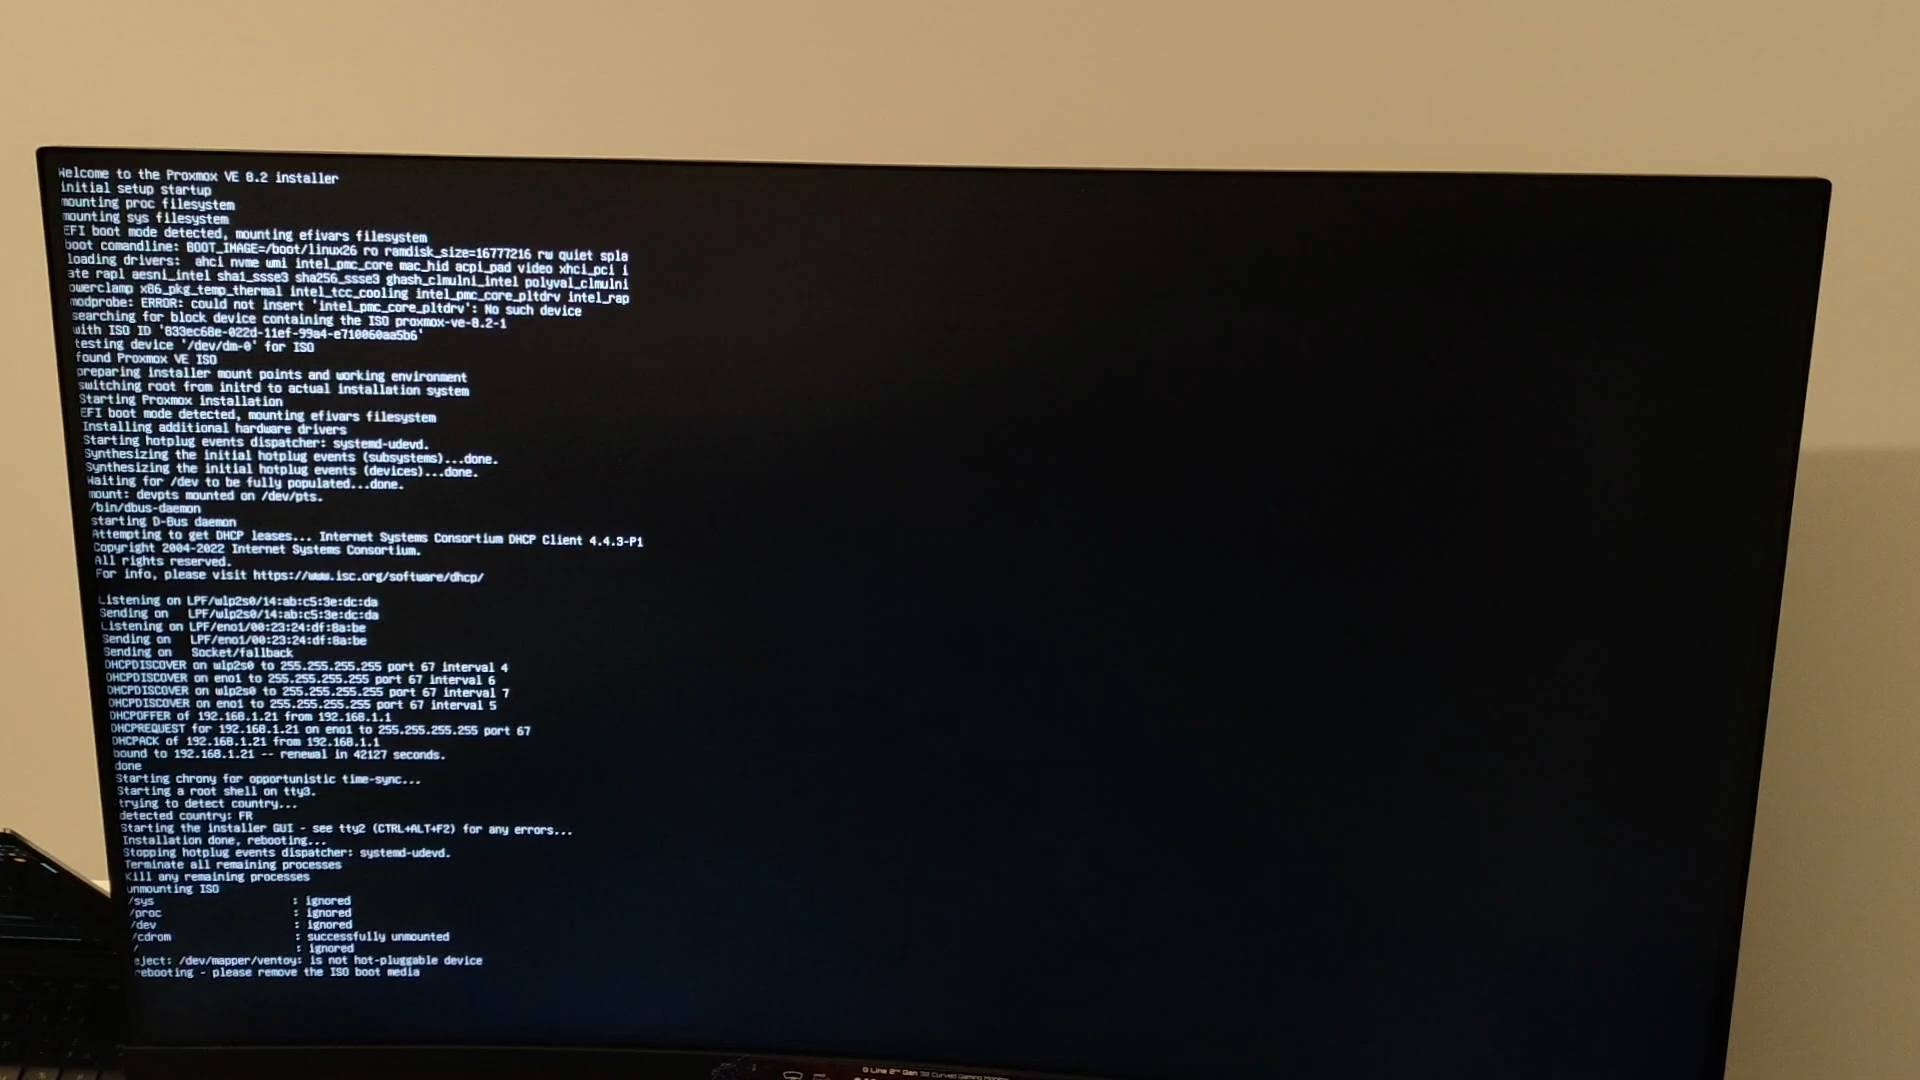 Welcome to the Proxmox VE 8.2 installer
initial setup startup
mounting proc filesystem
mounting sys filesystem
EFI boot mode detected, mounting efivars filesystem
boot comandline: BOOT_IMAGE=/boot/linux26 ro ramdisk_size=16777216 rw quiet spla
loading drivers:  ahci nvme wmi intel_pmc_core mac_hid acpi_pad video xhci_pci i
ate rapl aesni_intel sha1_ssse3 sha256_ssse3 ghash_clmulni_intel polyval_clmulni
owerclamp x86_pkg_temp_thermal intel_tcc_cooling intel_pmc_core_pltdrv intel_rap
modprobe: ERROR: could not insert 'intel_pmc_core_pltdrv': No such device
searching for block device containing the ISO proxmox-ve-8.2-1
with ISO ID '833ec68e-022d-11ef-99a4-e710060aa5b6'
testing device '/dev/dm-0' for ISO
found Proxmox VE ISO
preparing installer mount points and working environment
switching root from initrd to actual installation system
Starting Proxmox installation
EFI boot mode detected, mounting efivars filesystem
Installing additional hardware drivers
Starting hotplug events dispatcher: systemd-udevd.
Synthesizing the initial hotplug events (subsystems)...done.
Synthesizing the initial hotplug events (devices)...done.
Waiting for /dev to be fully populated...done.
mount: devpts mounted on /dev/pts.
/bin/dbus-daemon
starting D-Bus daemon
Attempting to get DHCP leases... Internet Systems Consortium DHCP Client 4.4.3-P1
Copyright 2004-2022 Internet Systems Consortium.
All rights reserved.
For info, please visit https://www.isc.org/software/dhcp/
Listening on LPF/wlp2s0/14:ab:c5:3e:dc:da
Sending on   LPF/wlp2s0/14:ab:c5:3e:dc:da
Listening on LPF/eno1/00:23:24:df:8a:be
Sending on   LPF/eno1/00:23:24:df:8a:be
Sending on   Socket/fallback
DHCPDISCOVER on wlp2s0 to 255.255.255.255 port 67 interval 4
DHCPDISCOVER on eno1 to 255.255.255.255 port 67 interval 6
DHCPDISCOVER on wlp2s0 to 255.255.255.255 port 67 interval 7
DHCPDISCOVER on eno1 to 255.255.255.255 port 67 interval 5
DHCPOFFER of 192.168.1.21 from 192.168.1.1
DHCPREQUEST for 192.168.1.21 on eno1 to 255.255.255.255 port 67
DHCPACK of 192.168.1.21 from 192.168.1.1
bound to 192.168.1.21 -- renewal in 42127 seconds.
done
Starting chrony for opportunistic time-sync...
Starting a root shell on tty3.
trying to detect country...
detected country: FR
Starting the installer GUI - see tty2 (CTRL+ALT+F2) for any errors...
Installation done, rebooting...
Stopping hotplug events dispatcher: systemd-udevd.
Terminate all remaining processes
Kill any remaining processes
unmounting ISO
/sys                    : ignored
/proc                   : ignored
/dev                    : ignored
/cdrom                  : successfully unmounted
/                       : ignored
eject: /dev/mapper/ventoy: is not hot-pluggable device
rebooting - please remove the ISO boot media
G Line 2nd Gen 32 Curved Gaming